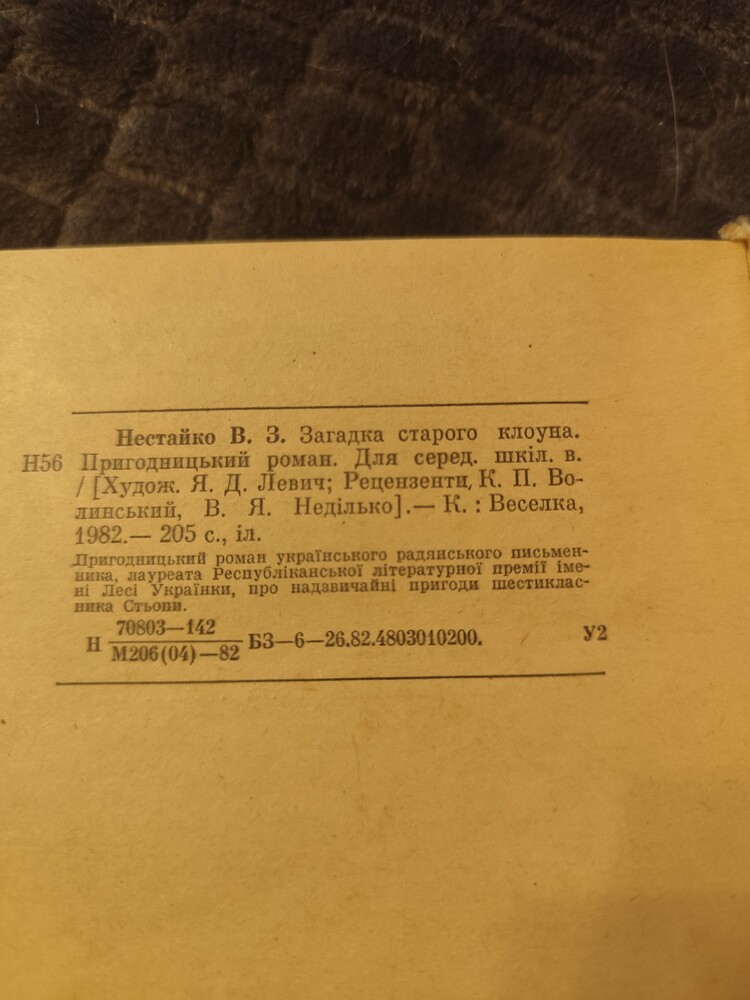 Нестайко В. З. Загадка старого клоуна.
Н56 Пригодницький роман. Для серед. шкіл. в.
/ [Худож. Я. Д. Левич; Рецензенти, К. П. Во-
линський, В. Я. Неділько].— К. : Веселка,
1982.— 205 с., іл.
Пригодницький роман українського радянського письмен-
ника, лауреата Республіканської літературної премії іме-
ні Лесі Українки, про надзвичайні пригоди шестиклас-
ника Стьопи.
70803—142
Н БЗ—6—26.82.4803010200. У2
М206(04)—82